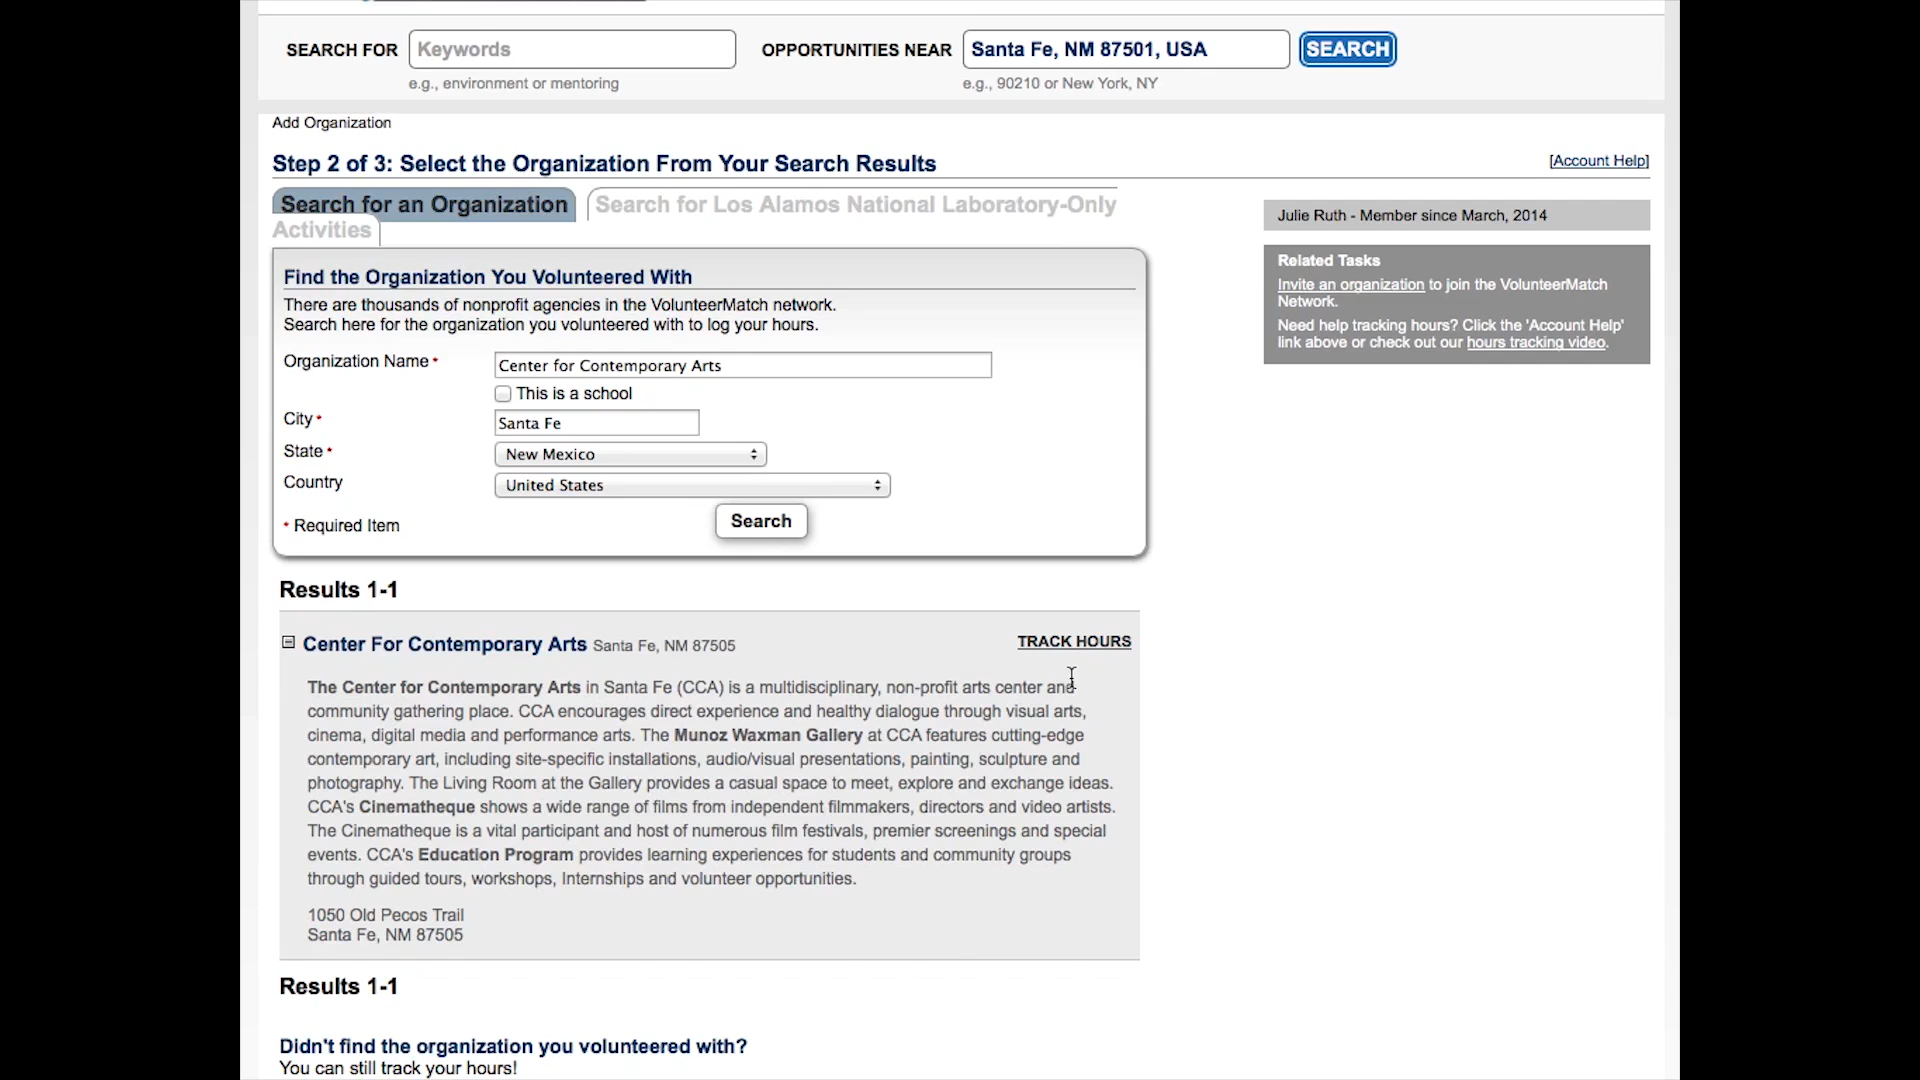 SEARCH FOR Keywords OPPORTUNITIES NEAR Santa Fe, NM 87501, USA SEARCH
e.g., environment or mentoring e.g., 90210 or New York, NY
Add Organization
Step 2 of 3: Select the Organization From Your Search Results [Account Help]
Search for an Organization Search for Los Alamos National Laboratory-Only
Activities
Julie Ruth - Member since March, 2014
Related Tasks
Invite an organization to join the VolunteerMatch
Network.
Need help tracking hours? Click the 'Account Help'
link above or check out our hours tracking video.
Find the Organization You Volunteered With
There are thousands of nonprofit agencies in the VolunteerMatch network.
Search here for the organization you volunteered with to log your hours.
Organization Name * Center for Contemporary Arts
This is a school
City * Santa Fe
State * New Mexico
Country United States
* Required Item Search
Results 1-1
Center For Contemporary Arts Santa Fe, NM 87505 TRACK HOURS
The Center for Contemporary Arts in Santa Fe (CCA) is a multidisciplinary, non-profit arts center and
community gathering place. CCA encourages direct experience and healthy dialogue through visual arts,
cinema, digital media and performance arts. The Munoz Waxman Gallery at CCA features cutting-edge
contemporary art, including site-specific installations, audio/visual presentations, painting, sculpture and
photography. The Living Room at the Gallery provides a casual space to meet, explore and exchange ideas.
CCA's Cinematheque shows a wide range of films from independent filmmakers, directors and video artists.
The Cinematheque is a vital participant and host of numerous film festivals, premier screenings and special
events. CCA's Education Program provides learning experiences for students and community groups
through guided tours, workshops, Internships and volunteer opportunities.
1050 Old Pecos Trail
Santa Fe, NM 87505
Results 1-1
Didn't find the organization you volunteered with?
You can still track your hours!